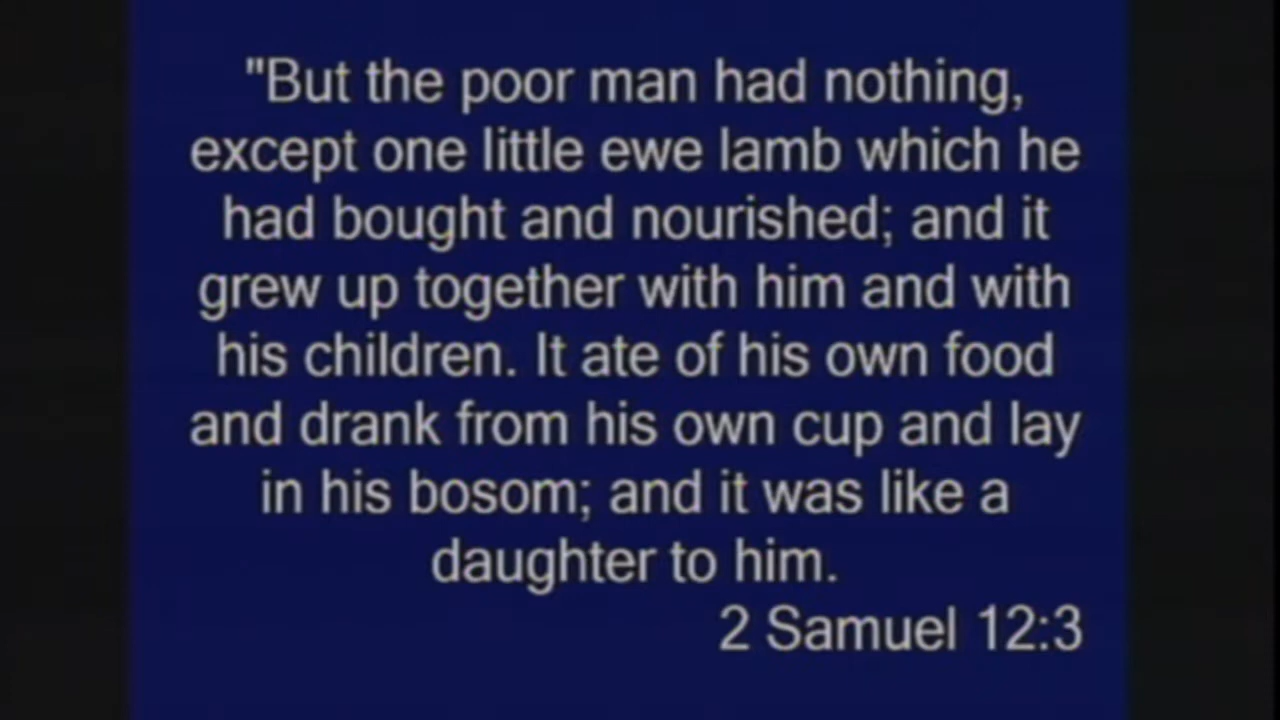 "But the poor man had nothing,
except one little ewe lamb which he
had bought and nourished; and it
grew up together with him and with
his children. It ate of his own food
and drank from his own cup and lay
in his bosom; and it was like a
daughter to him.
2 Samuel 12:3